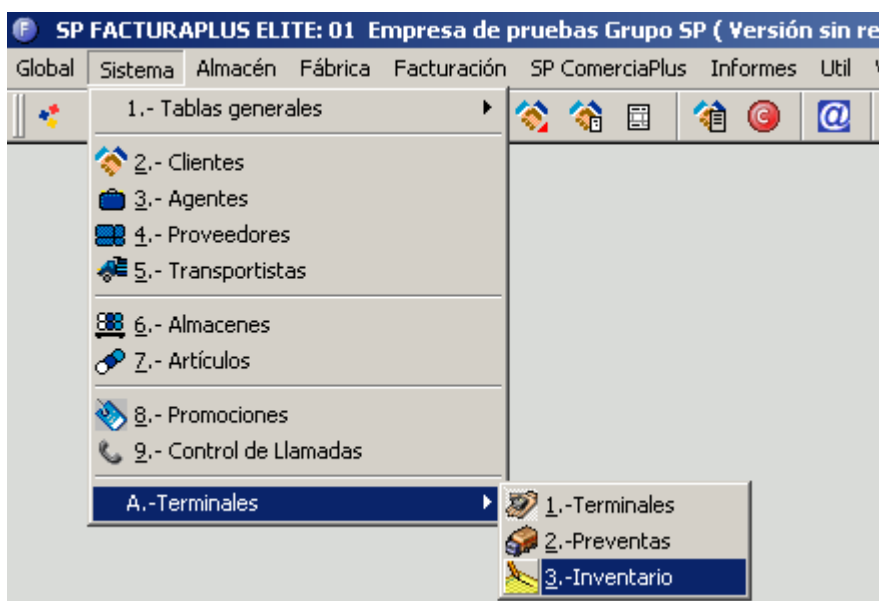 SP FACTURAPLUS ELITE: 01 Empresa de pruebas Grupo SP ( Versión sin re
Global Sistema Almacén Fábrica Facturación SP ComerciaPlus Informes Util
1.- Tablas generales
2.- Clientes
3.- Agentes
4.- Proveedores
5.- Transportistas
6.- Almacenes
7.- Artículos
8.- Promociones
9.- Control de Llamadas
A.-Terminales
1.-Terminales
2.-Preventas
3.-Inventario